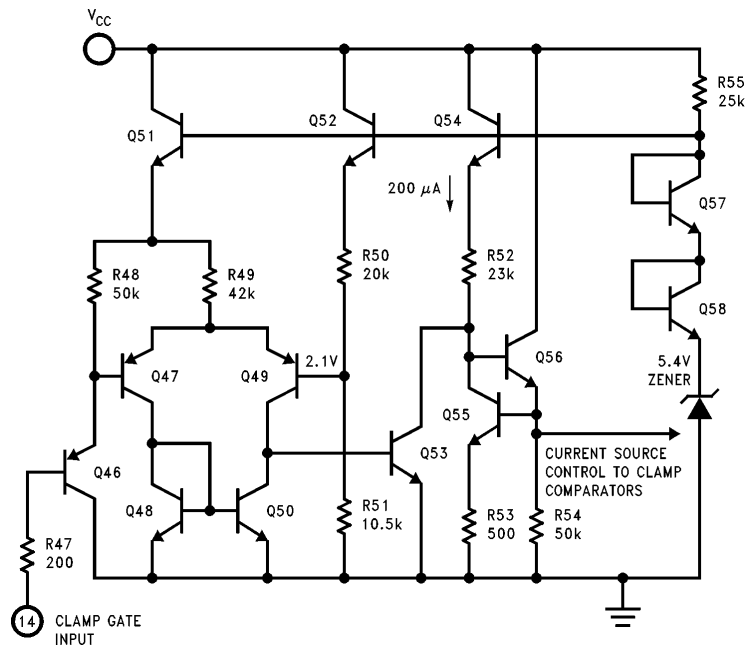 VCC
R55
25k
Q51
Q52
Q54
200 µA
Q57
R48
50k
R49
42k
R50
20k
R52
23k
Q58
2.1V
Q47
Q49
Q56
5.4V
ZENER
Q55
Q46
Q53
CURRENT SOURCE
CONTROL TO CLAMP
COMPARATORS
Q48
Q50
R51
10.5k
R53
500
R54
50k
R47
200
14 CLAMP GATE
INPUT